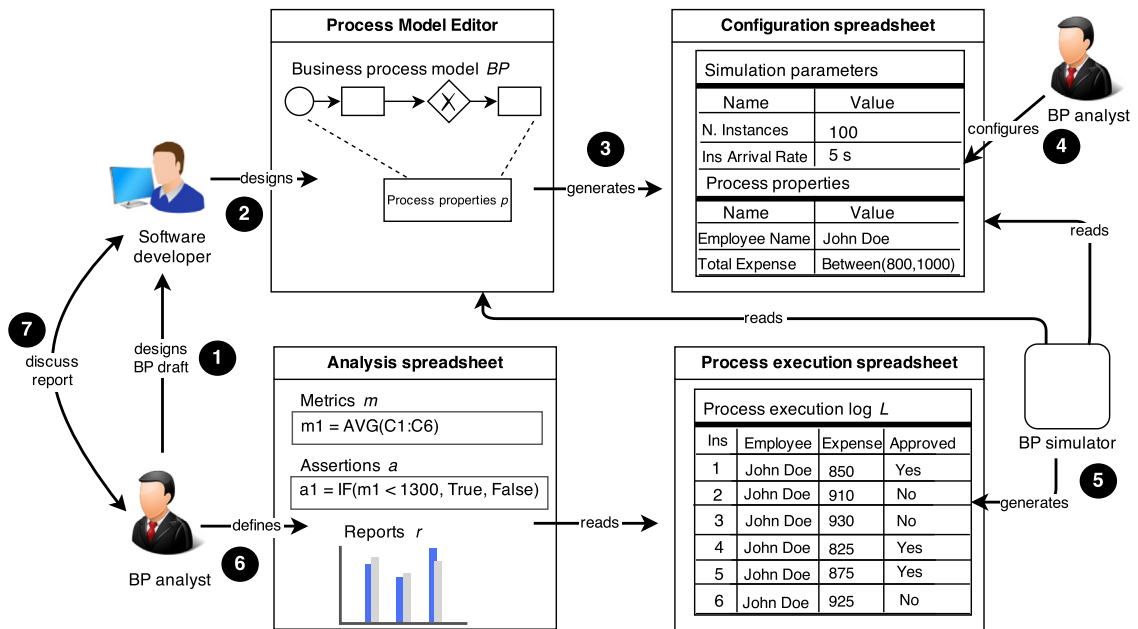 Process Model Editor
Business process model BP
X
Process properties p
Configuration spreadsheet
Simulation parameters
Name Value
N. Instances 100
Ins Arrival Rate 5 s
Process properties
Name Value
Employee Name John Doe
Total Expense Between(800,1000)
BP analyst
configures
4
3
generates
designs
2
Software
developer
reads
reads
7
discuss
report
designs
BP draft
1
Analysis spreadsheet
Metrics m
m1 = AVG(C1:C6)
Assertions a
a1 = IF(m1 < 1300, True, False)
Reports r
Process execution spreadsheet
Process execution log L
Ins Employee Expense Approved
1 John Doe 850 Yes
2 John Doe 910 No
3 John Doe 930 No
4 John Doe 825 Yes
5 John Doe 875 Yes
6 John Doe 925 No
BP simulator
5
generates
defines
reads
6
BP analyst